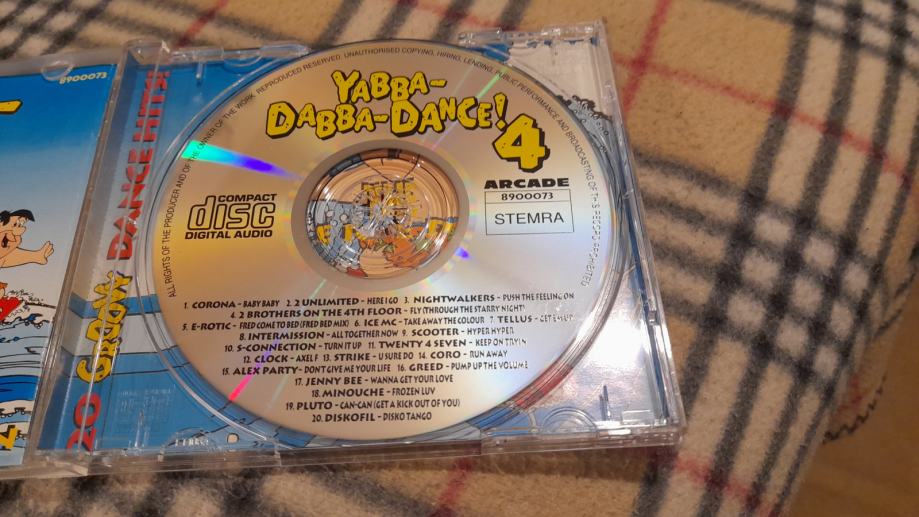 8900073
20 GROOVY DANCE HITS
ALL RIGHTS OF THE PRODUCER AND OF THE OWNER OF THE WORK REPRODUCED RESERVED. UNAUTHORISED COPYING, HIRING, LENDING, PUBLIC PERFORMANCE AND BROADCASTING OF THIS RECORD PROHIBITED
YABBA-
DABBA-DANCE!
4
COMPACT
disc
DIGITAL AUDIO
ARCADE
8900073
STEMRA
1. CORONA - BABY BABY 2. 2 UNLIMITED - HERE I GO 3. NIGHTWALKERS - PUSH THE FEELING ON
4. 2 BROTHERS ON THE 4TH FLOOR - FLY (THROUGH THE STARRY NIGHT)
5. E-ROTIC - FRED COME TO BED (FRED BED MIX) 6. ICE MC - TAKE AWAY THE COLOUR 7. TELLUS -
8. INTERMISSION - ALL TOGETHER NOW 9. SCOOTER - HYPER HYPER
10. S-CONNECTION - TURN IT UP 11. TWENTY 4 SEVEN - KEEP ON TRYIN
12. CLOCK - AXEL F 13. STRIKE - U SURE DO 14. CORO - RUN AWAY
15. ALEX PARTY - DONT GIVE ME YOUR LIFE 16. GREED - PUMP UP THE VOLUME
17. JENNY BEE - WANNA GET YOUR LOVE
18. MINOUCHE - FROZEN LUV
19. PLUTO - CAN-CAN (GET A KICK OUT OF YOU)
20. DISKOFIL - DISKO TANGO